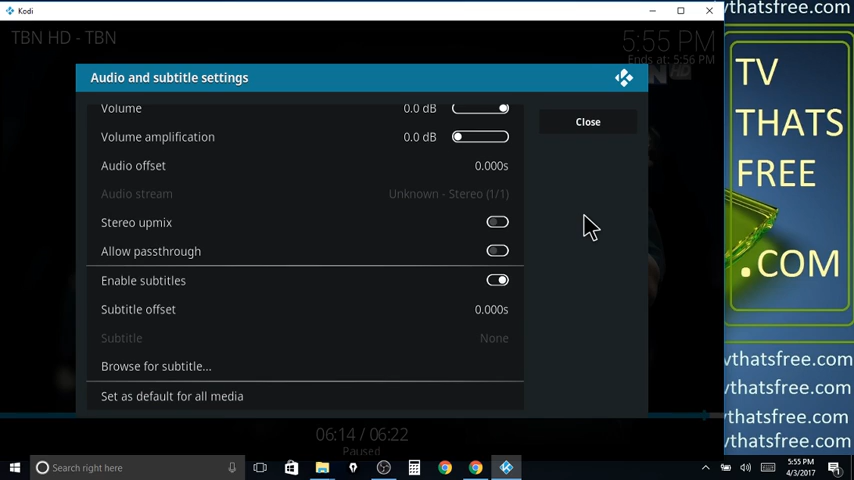 Kodi
TBN HD - TBN
5:55 PM
Ends at: 5:56 PM
HD
Audio and subtitle settings
Volume 0.0 dB
Close
Volume amplification 0.0 dB
Audio offset 0.000s
Audio stream Unknown - Stereo (1/1)
Stereo upmix
Allow passthrough
Enable subtitles
Subtitle offset 0.000s
Subtitle None
Browse for subtitle...
Set as default for all media
06:14 / 06:22
Paused
vthatsfree.com
TV
THATS
FREE
.COM
vthatsfree.com
vthatsfree.com
vthatsfree.com
vthatsfree.com
Search right here
5:55 PM
4/3/2017